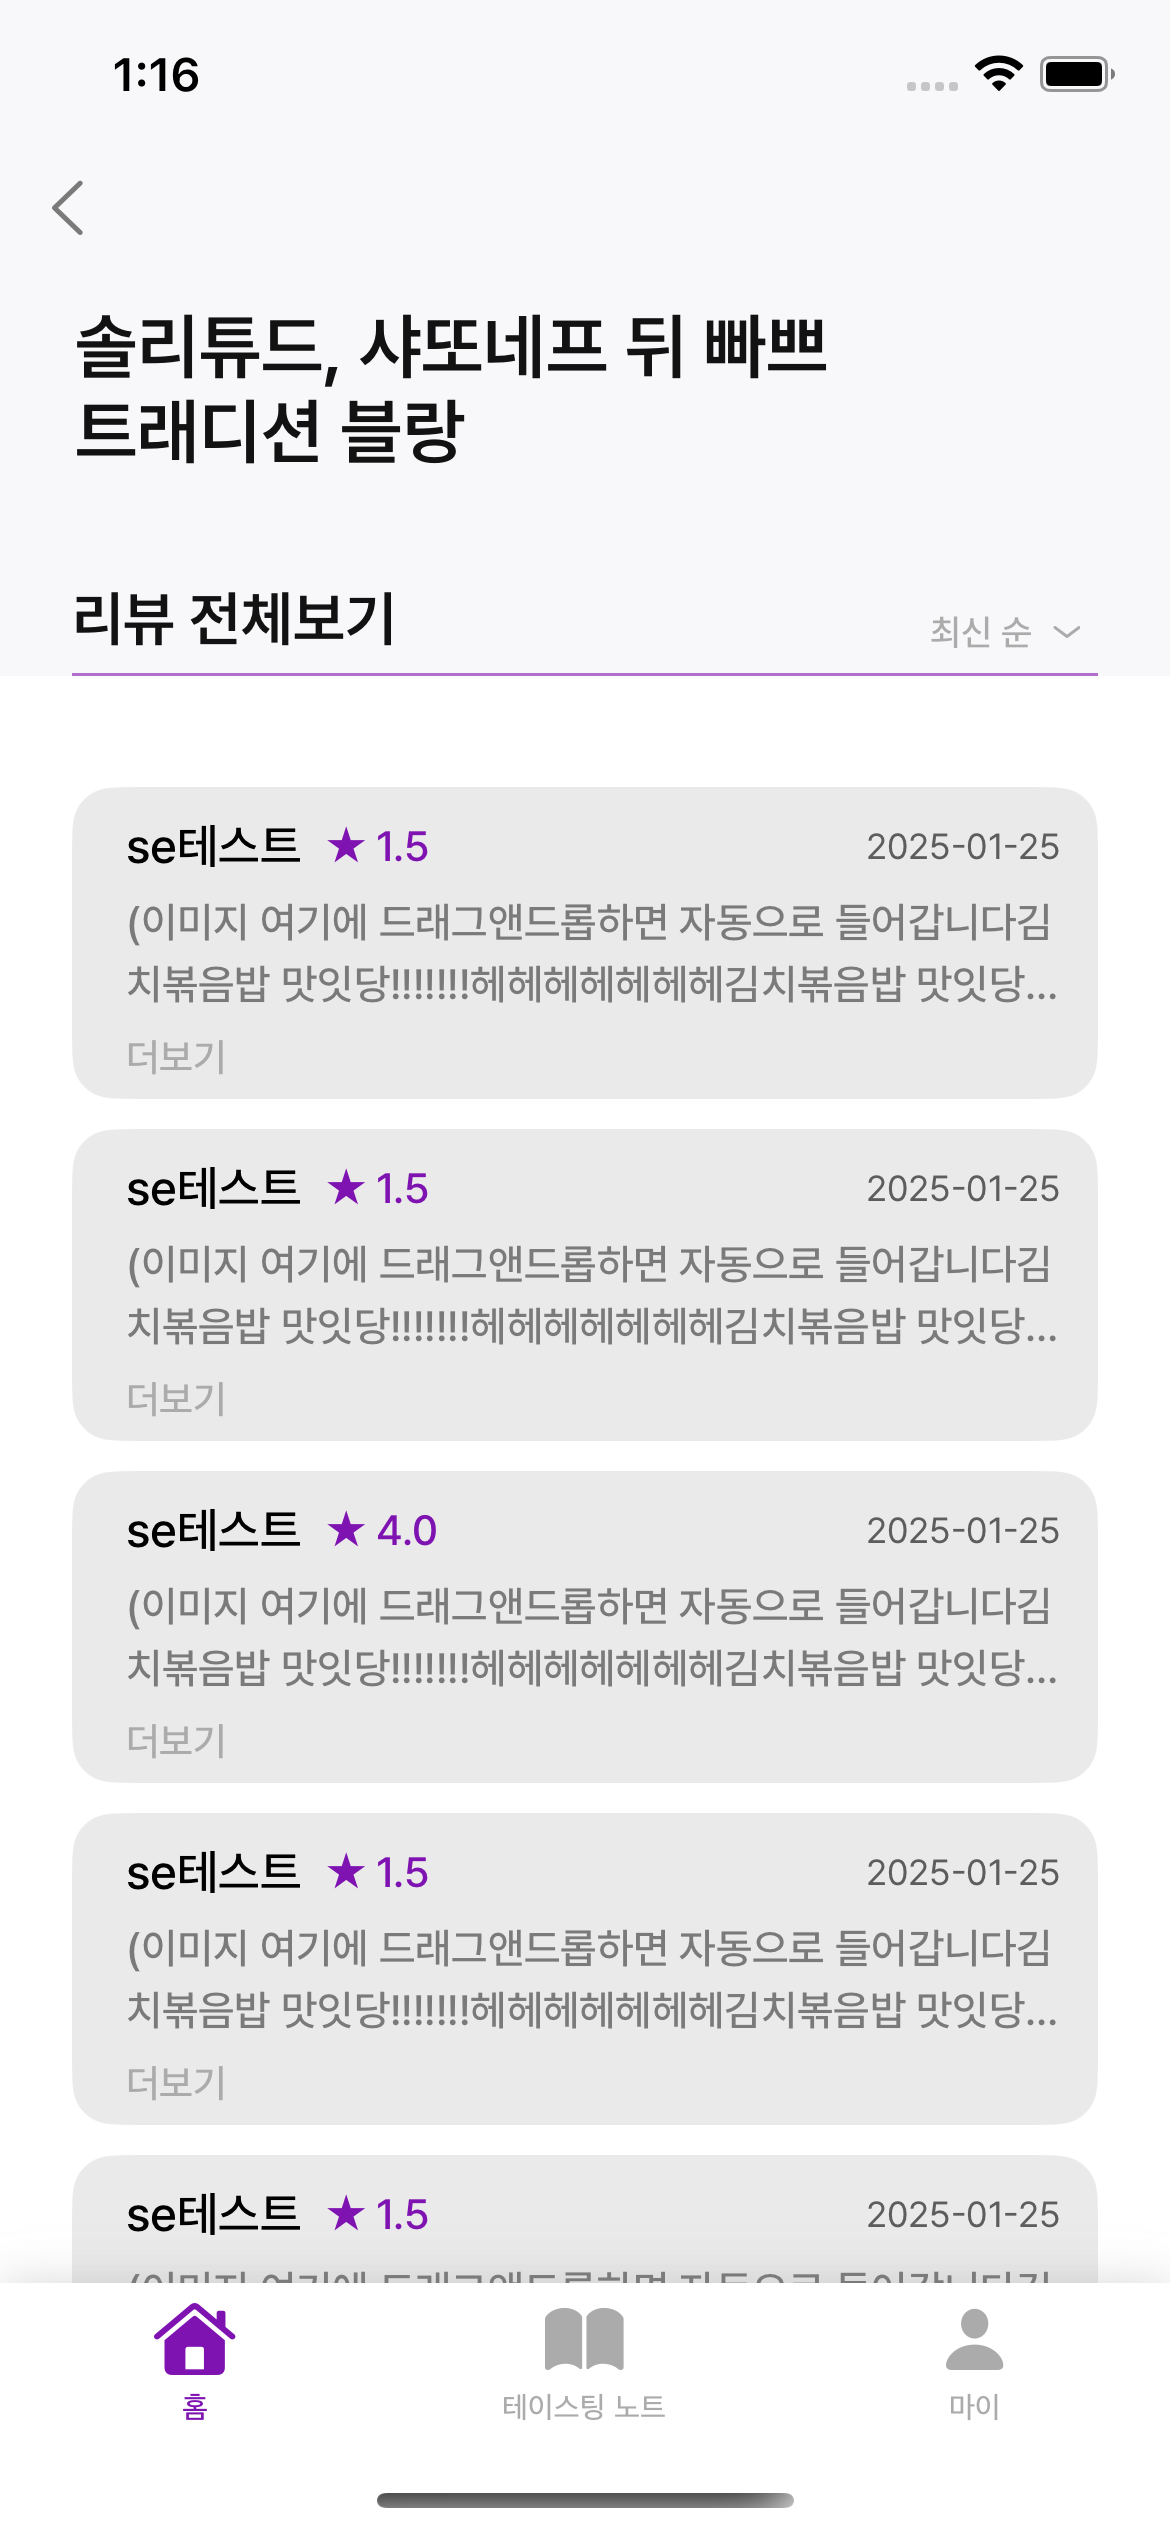 1:16
솔리튜드, 샤또네프 뒤 빠쁘
트래디션 블랑
리뷰 전체보기
최신 순
se테스트 ★ 1.5 2025-01-25
(이미지 여기에 드래그앤드롭하면 자동으로 들어갑니다김
치볶음밥 맛잇당!!!!!!!헤헤헤헤헤헤헤김치볶음밥 맛잇당...
더보기
se테스트 ★ 1.5 2025-01-25
(이미지 여기에 드래그앤드롭하면 자동으로 들어갑니다김
치볶음밥 맛잇당!!!!!!!헤헤헤헤헤헤헤김치볶음밥 맛잇당...
더보기
se테스트 ★ 4.0 2025-01-25
(이미지 여기에 드래그앤드롭하면 자동으로 들어갑니다김
치볶음밥 맛잇당!!!!!!!헤헤헤헤헤헤헤김치볶음밥 맛잇당...
더보기
se테스트 ★ 1.5 2025-01-25
(이미지 여기에 드래그앤드롭하면 자동으로 들어갑니다김
치볶음밥 맛잇당!!!!!!!헤헤헤헤헤헤헤김치볶음밥 맛잇당...
더보기
se테스트 ★ 1.5 2025-01-25
홈
테이스팅 노트
마이